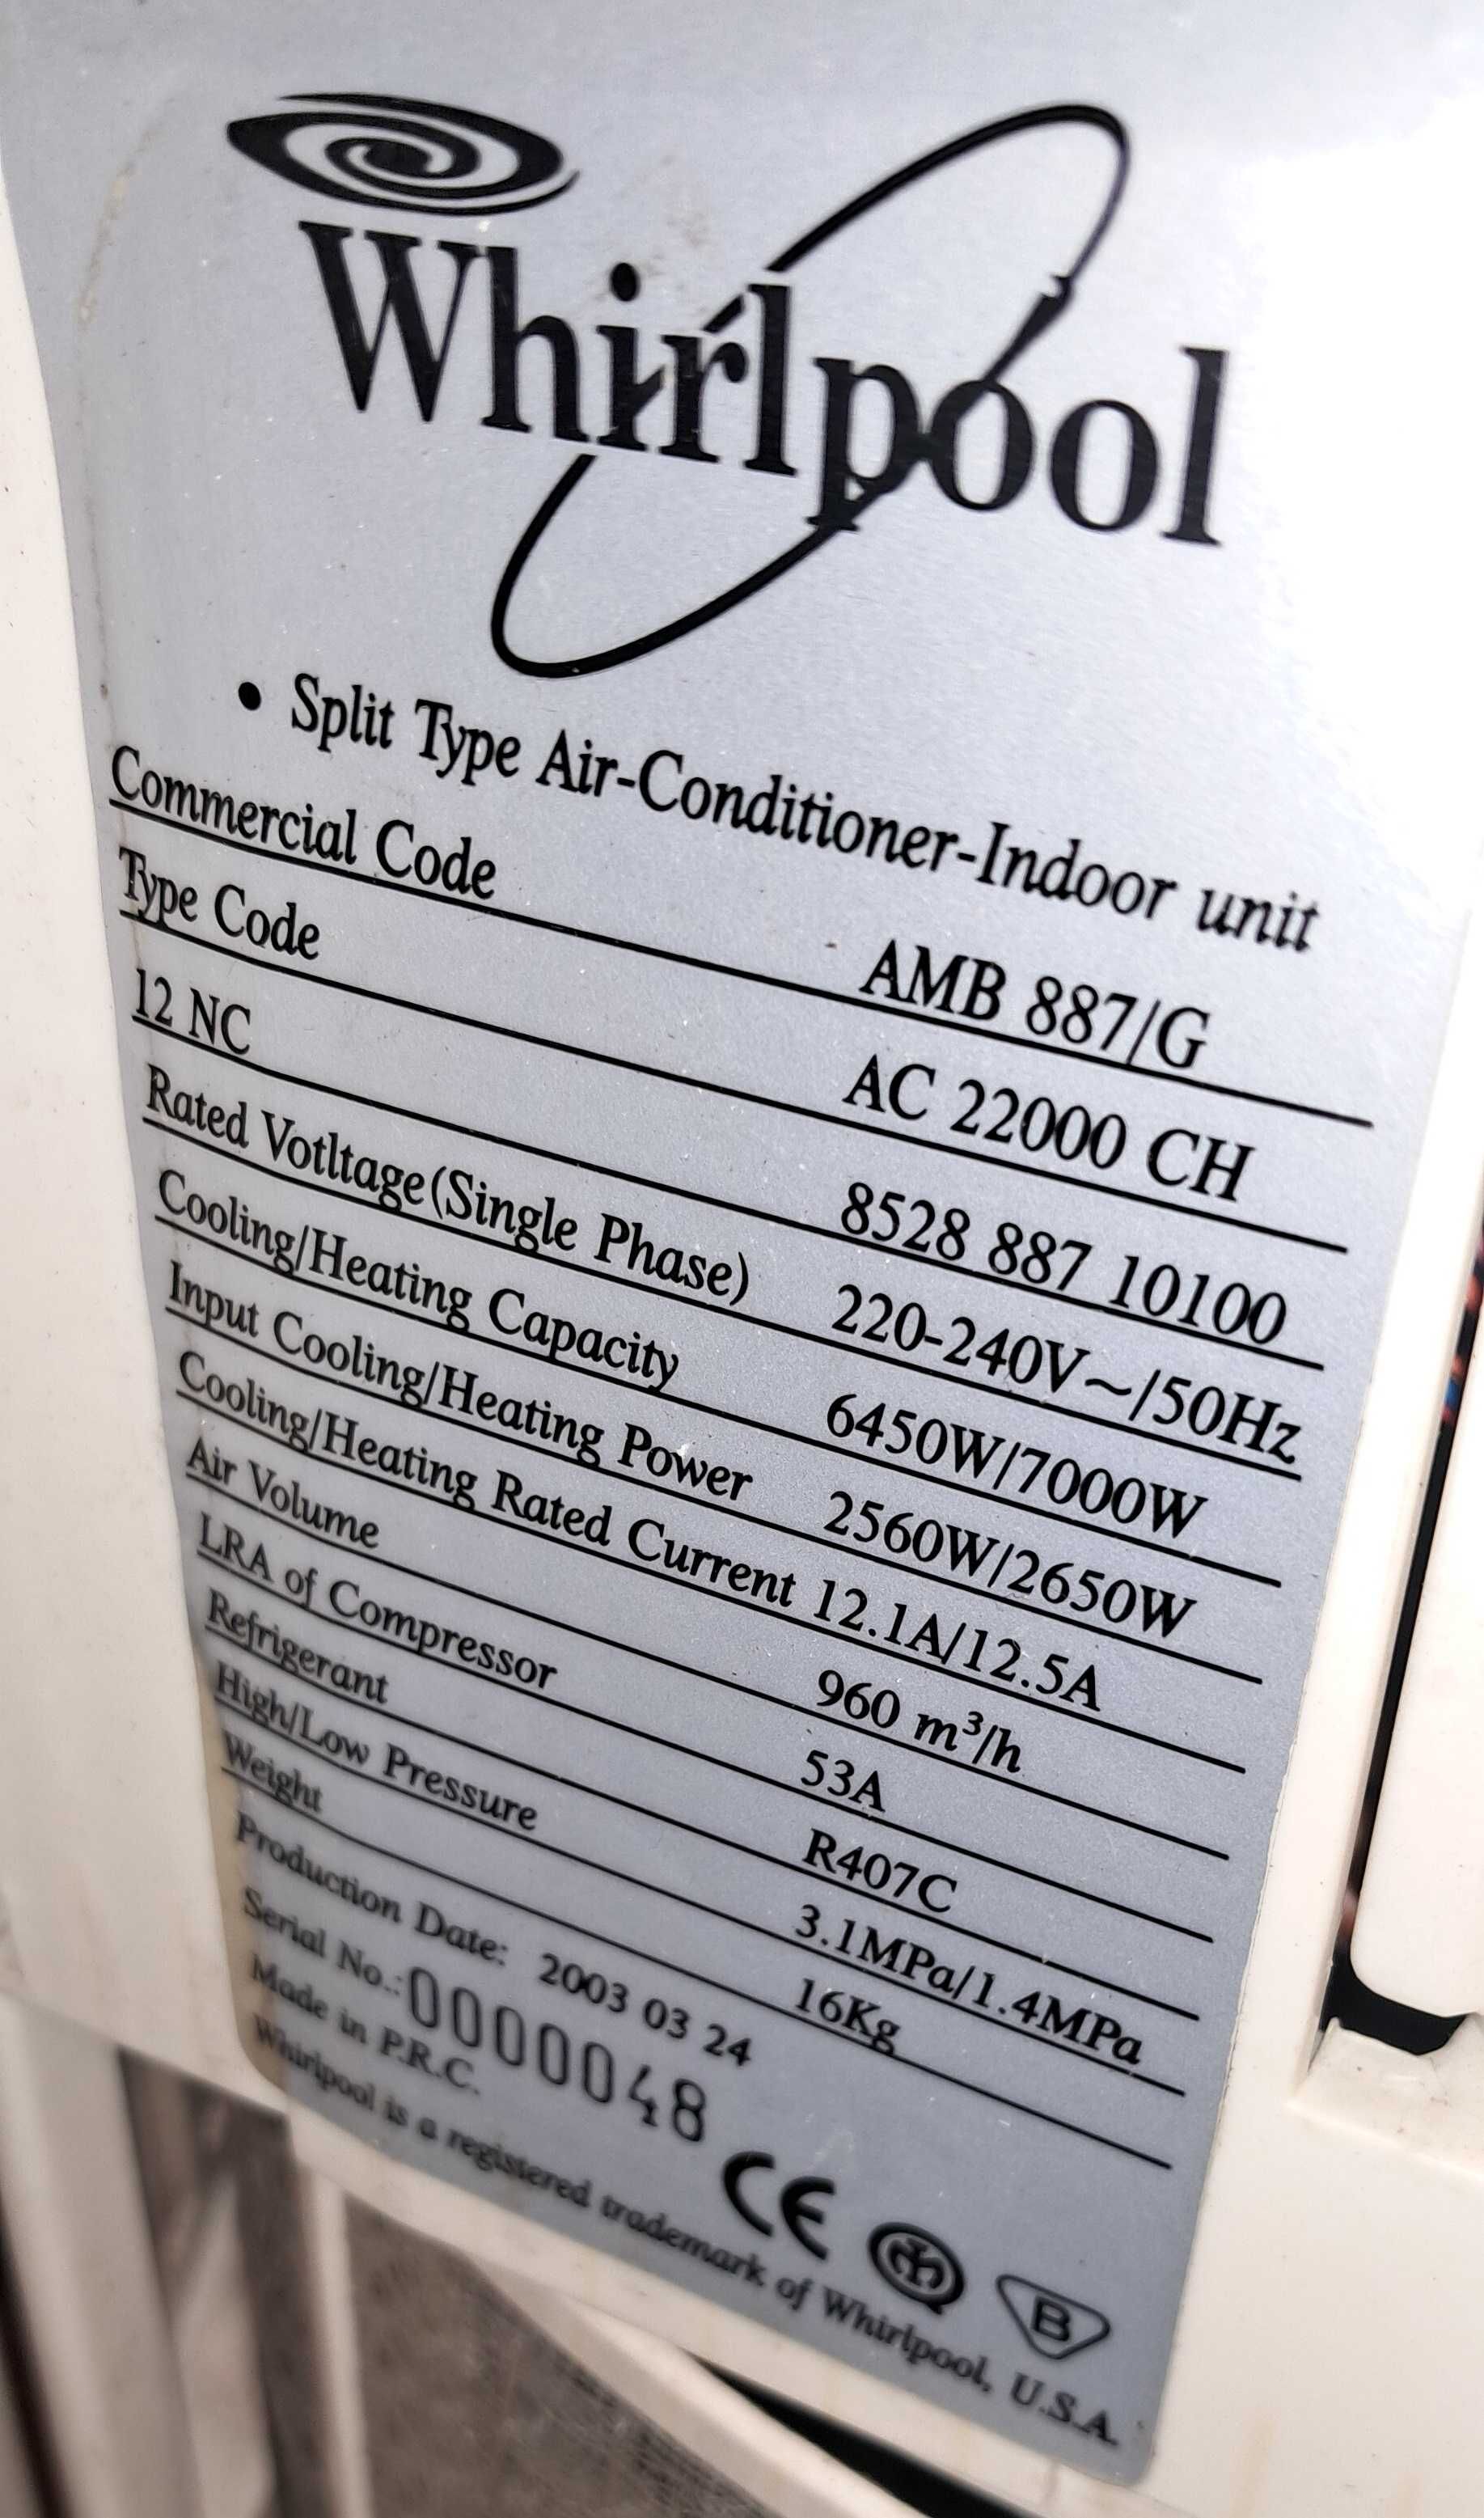 Whirlpool
• Split Type Air-Conditioner-Indoor unit
Commercial Code AMB 887/G
Type Code AC 22000 CH
12 NC 8528 887 10100
Rated Votltage(Single Phase) 220-240V~/50Hz
Cooling/Heating Capacity 6450W/7000W
Input Cooling/Heating Power 2560W/2650W
Cooling/Heating Rated Current 12.1A/12.5A
Air Volume 960 m³/h
LRA of Compressor 53A
Refrigerant R407C
High/Low Pressure 3.1MPa/1.4MPa
Weight 16Kg
Production Date: 2003 03 24
Serial No.:0000048
Made in P.R.C.
CE B
Whirlpool is a registered trademark of Whirlpool, U.S.A.